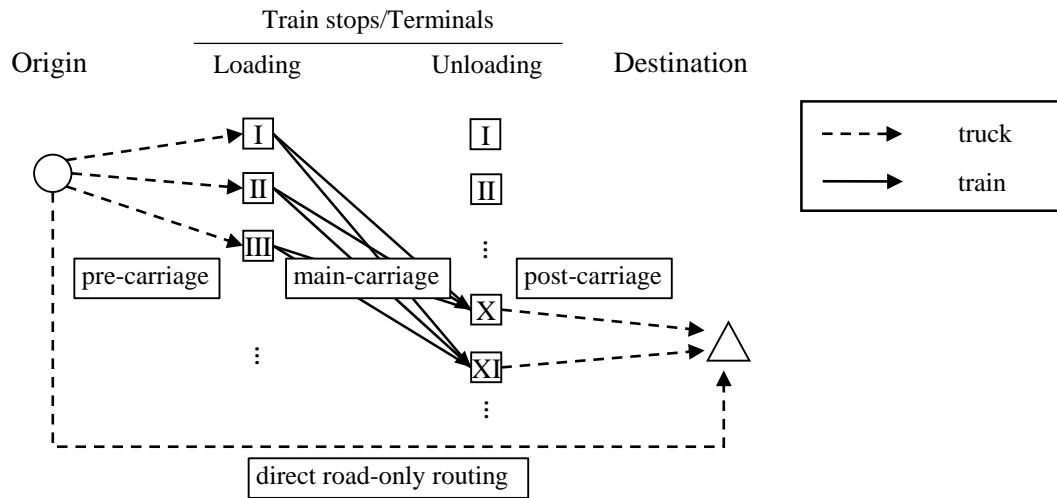 Train stops/Terminals
Origin
Loading
Unloading
Destination
I
I
truck
II
II
train
III
⋮
pre-carriage
main-carriage
post-carriage
X
⋮
XI
⋮
direct road-only routing